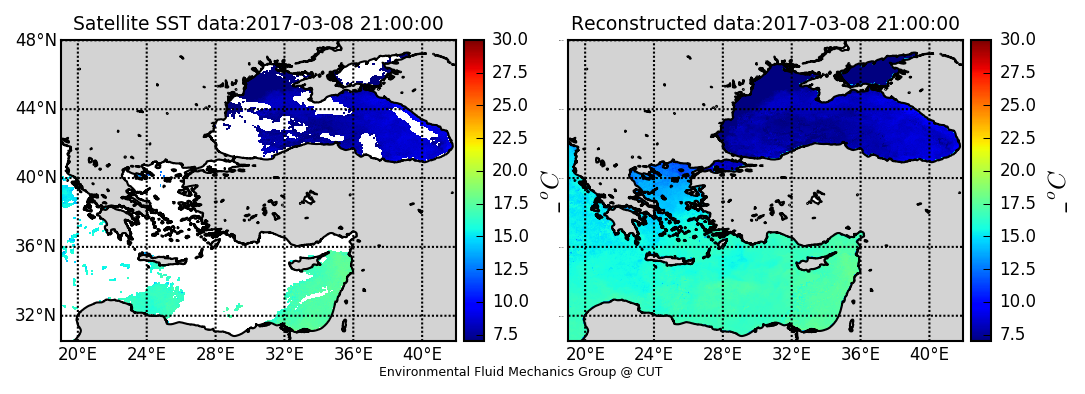 Satellite SST data:2017-03-08 21:00:00
48°N
44°N
40°N
36°N
32°N
20°E 24°E 28°E 32°E 36°E 40°E
30.0
27.5
25.0
22.5
20.0
17.5
15.0
12.5
10.0
7.5
°C
Reconstructed data:2017-03-08 21:00:00
20°E 24°E 28°E 32°E 36°E 40°E
30.0
27.5
25.0
22.5
20.0
17.5
15.0
12.5
10.0
7.5
°C
Environmental Fluid Mechanics Group @ CUT